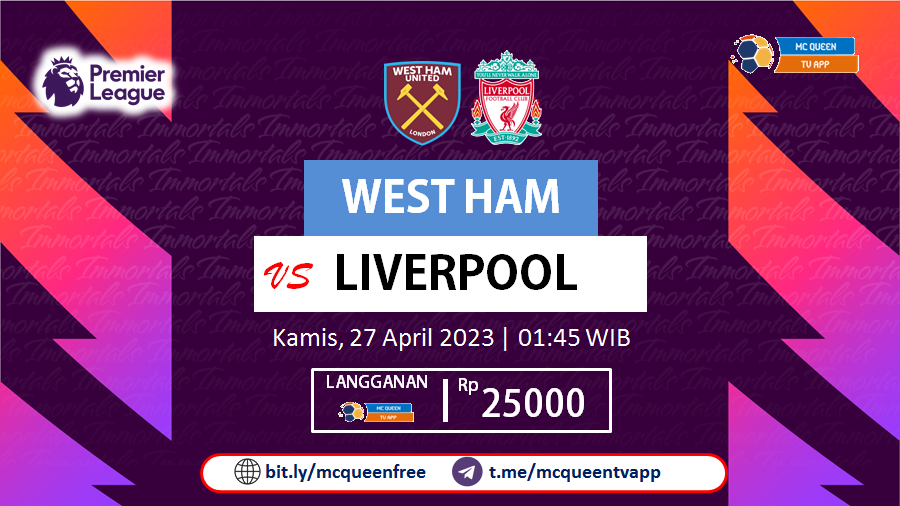 Premier
League
WEST HAM
UNITED
LONDON
YOU'LL NEVER WALK ALONE
LIVERPOOL
FOOTBALL CLUB
EST·1892
MC QUEEN
TV APP
WEST HAM
VS LIVERPOOL
Kamis, 27 April 2023 | 01:45 WIB
LANGGANAN
MC QUEEN
TV APP
Rp 25000
bit.ly/mcqueenfree
t.me/mcqueentvapp
Immortals